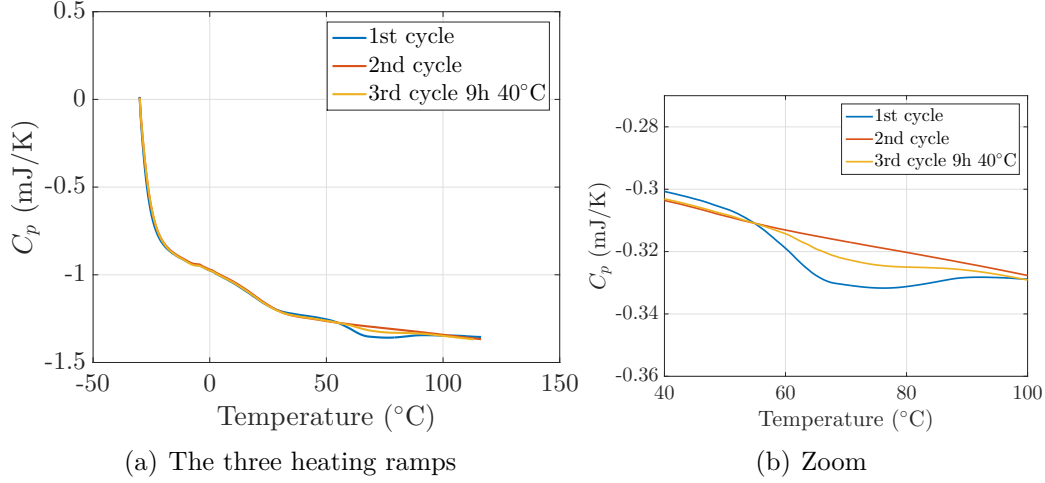 0.5
0
-0.5
-1
-1.5
C_p (mJ/K)
-50
0
50
100
150
Temperature (°C)
1st cycle
2nd cycle
3rd cycle 9h 40°C
(a) The three heating ramps
-0.28
-0.3
-0.32
-0.34
-0.36
C_p (mJ/K)
40
60
80
100
Temperature (°C)
1st cycle
2nd cycle
3rd cycle 9h 40°C
(b) Zoom